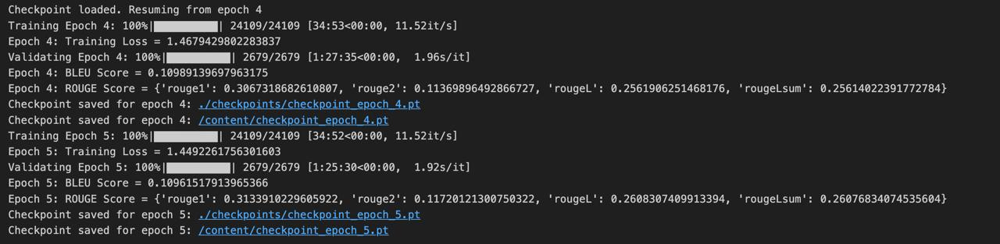 Checkpoint loaded. Resuming from epoch 4
Training Epoch 4: 100%|██████████| 24109/24109 [34:53<00:00, 11.52it/s]
Epoch 4: Training Loss = 1.4679429802283837
Validating Epoch 4: 100%|██████████| 2679/2679 [1:27:35<00:00,  1.96s/it]
Epoch 4: BLEU Score = 0.10989139697963175
Epoch 4: ROUGE Score = {'rouge1': 0.3067318682610807, 'rouge2': 0.11369896492866727, 'rougeL': 0.2561906251468176, 'rougeLsum': 0.25614022391772784}
Checkpoint saved for epoch 4: ./checkpoints/checkpoint_epoch_4.pt
Checkpoint saved for epoch 4: /content/checkpoint_epoch_4.pt
Training Epoch 5: 100%|██████████| 24109/24109 [34:52<00:00, 11.52it/s]
Epoch 5: Training Loss = 1.4492261756301603
Validating Epoch 5: 100%|██████████| 2679/2679 [1:25:30<00:00,  1.92s/it]
Epoch 5: BLEU Score = 0.10961517913965366
Epoch 5: ROUGE Score = {'rouge1': 0.3133910229605922, 'rouge2': 0.11720121300750322, 'rougeL': 0.2608307409913394, 'rougeLsum': 0.26076834074535604}
Checkpoint saved for epoch 5: ./checkpoints/checkpoint_epoch_5.pt
Checkpoint saved for epoch 5: /content/checkpoint_epoch_5.pt